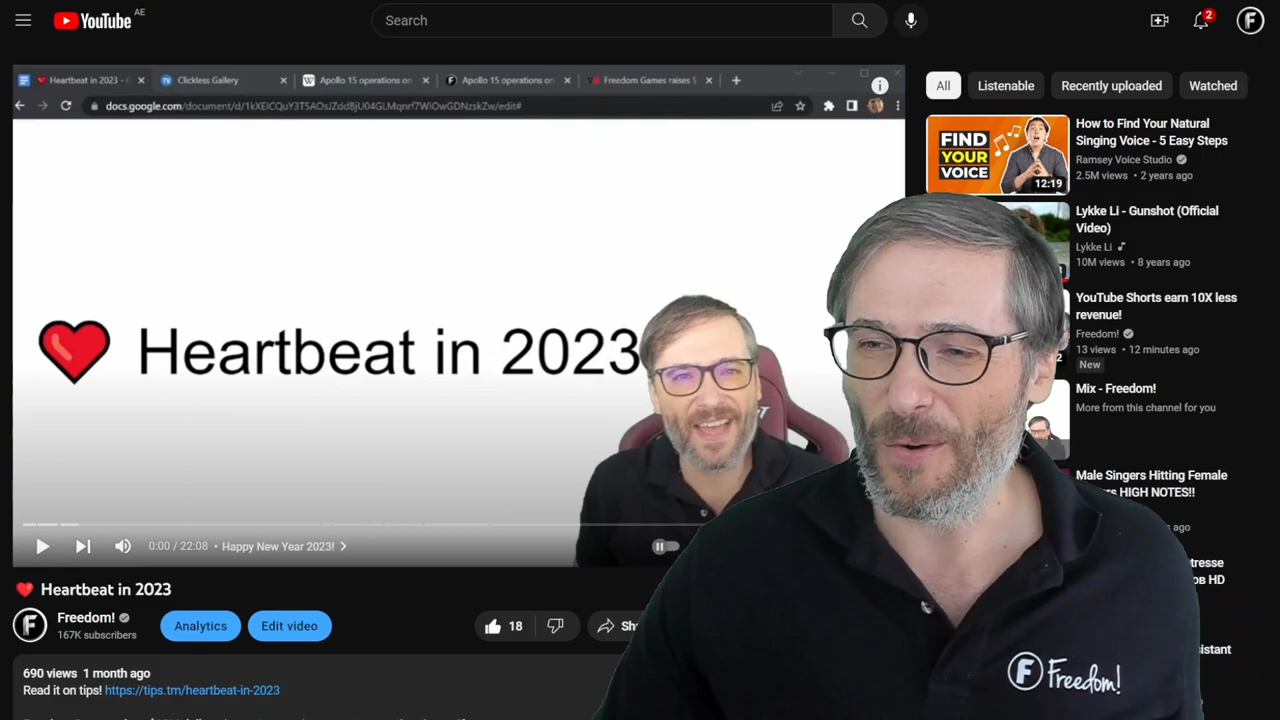 YouTube AE
Search
2
Heartbeat in 2023 - G
Clickless Gallery
Apollo 15 operations on
Apollo 15 operations on
Freedom Games raises $
docs.google.com/document/d/
/edit#
All
Listenable
Recently uploaded
Watched
FIND
YOUR
VOICE
12:19
How to Find Your Natural
Singing Voice - 5 Easy Steps
Ramsey Voice Studio
2.5M views • 2 years ago
Lykke Li - Gunshot (Official
Video)
Lykke Li
10M views • 8 years ago
YouTube Shorts earn 10X less
revenue!
Freedom!
13 views • 12 minutes ago
New
Mix - Freedom!
More from this channel for you
Male Singers Hitting Female
HIGH NOTES!!
ago
Heartbeat in 2023
0:00 / 22:08 • Happy New Year 2023!
Heartbeat in 2023
Freedom!
167K subscribers
Analytics
Edit video
18
690 views 1 month ago
Read it on tips! https://tips.tm/heartbeat-in-2023
F Freedom!